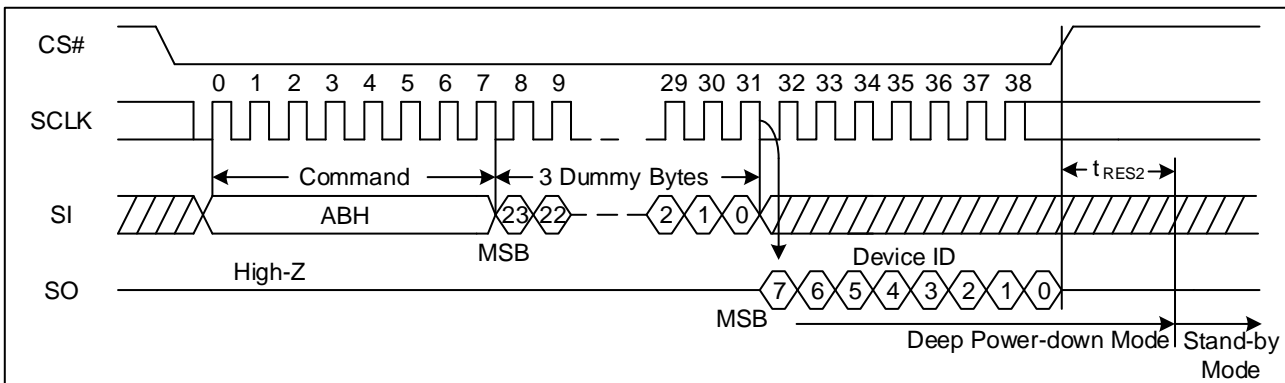 CS#
0 1 2 3 4 5 6 7 8 9 29 30 31 32 33 34 35 36 37 38
SCLK
Command 3 Dummy Bytes tRES2
SI ABH 23 22 2 1 0
MSB
High-Z Device ID
SO 7 6 5 4 3 2 1 0
MSB
Deep Power-down Mode Stand-by
Mode